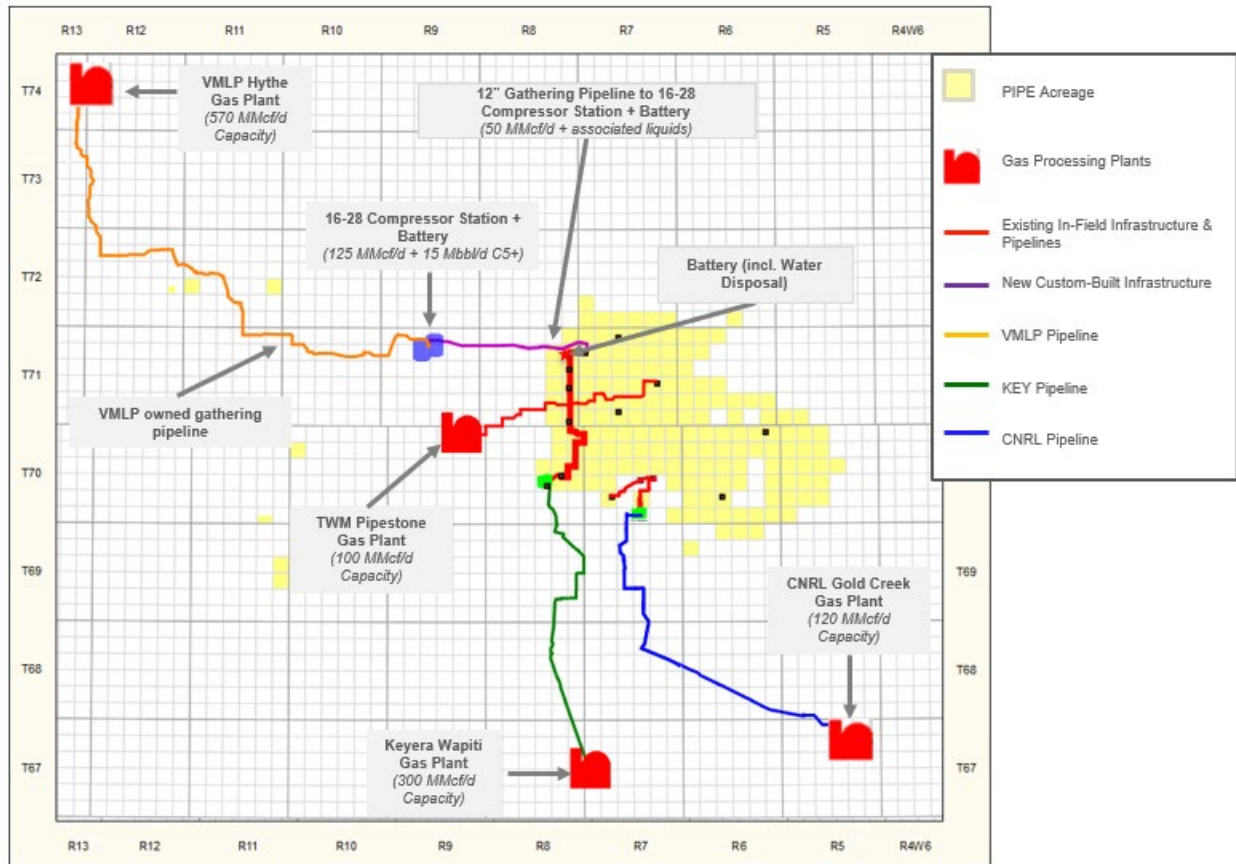 R13 R12 R11 R10 R9 R8 R7 R6 R5 R4W6
T74
T73
T72
T71
T70
T69
T68
T67
VMLP Hythe
Gas Plant
(570 MMcf/d
Capacity)
12" Gathering Pipeline to 16-28
Compressor Station + Battery
(50 MMcf/d + associated liquids)
16-28 Compressor Station +
Battery
(125 MMcf/d + 15 Mbbl/d C5+)
Battery (incl. Water
Disposal)
VMLP owned gathering
pipeline
TWM Pipestone
Gas Plant
(100 MMcf/d
Capacity)
CNRL Gold Creek
Gas Plant
(120 MMcf/d
Capacity)
Keyera Wapiti
Gas Plant
(300 MMcf/d
Capacity)
T69
T68
T67
R13 R12 R11 R10 R9 R8 R7 R6 R5 R4W6
PIPE Acreage
Gas Processing Plants
Existing In-Field Infrastructure &
Pipelines
New Custom-Built Infrastructure
VMLP Pipeline
KEY Pipeline
CNRL Pipeline